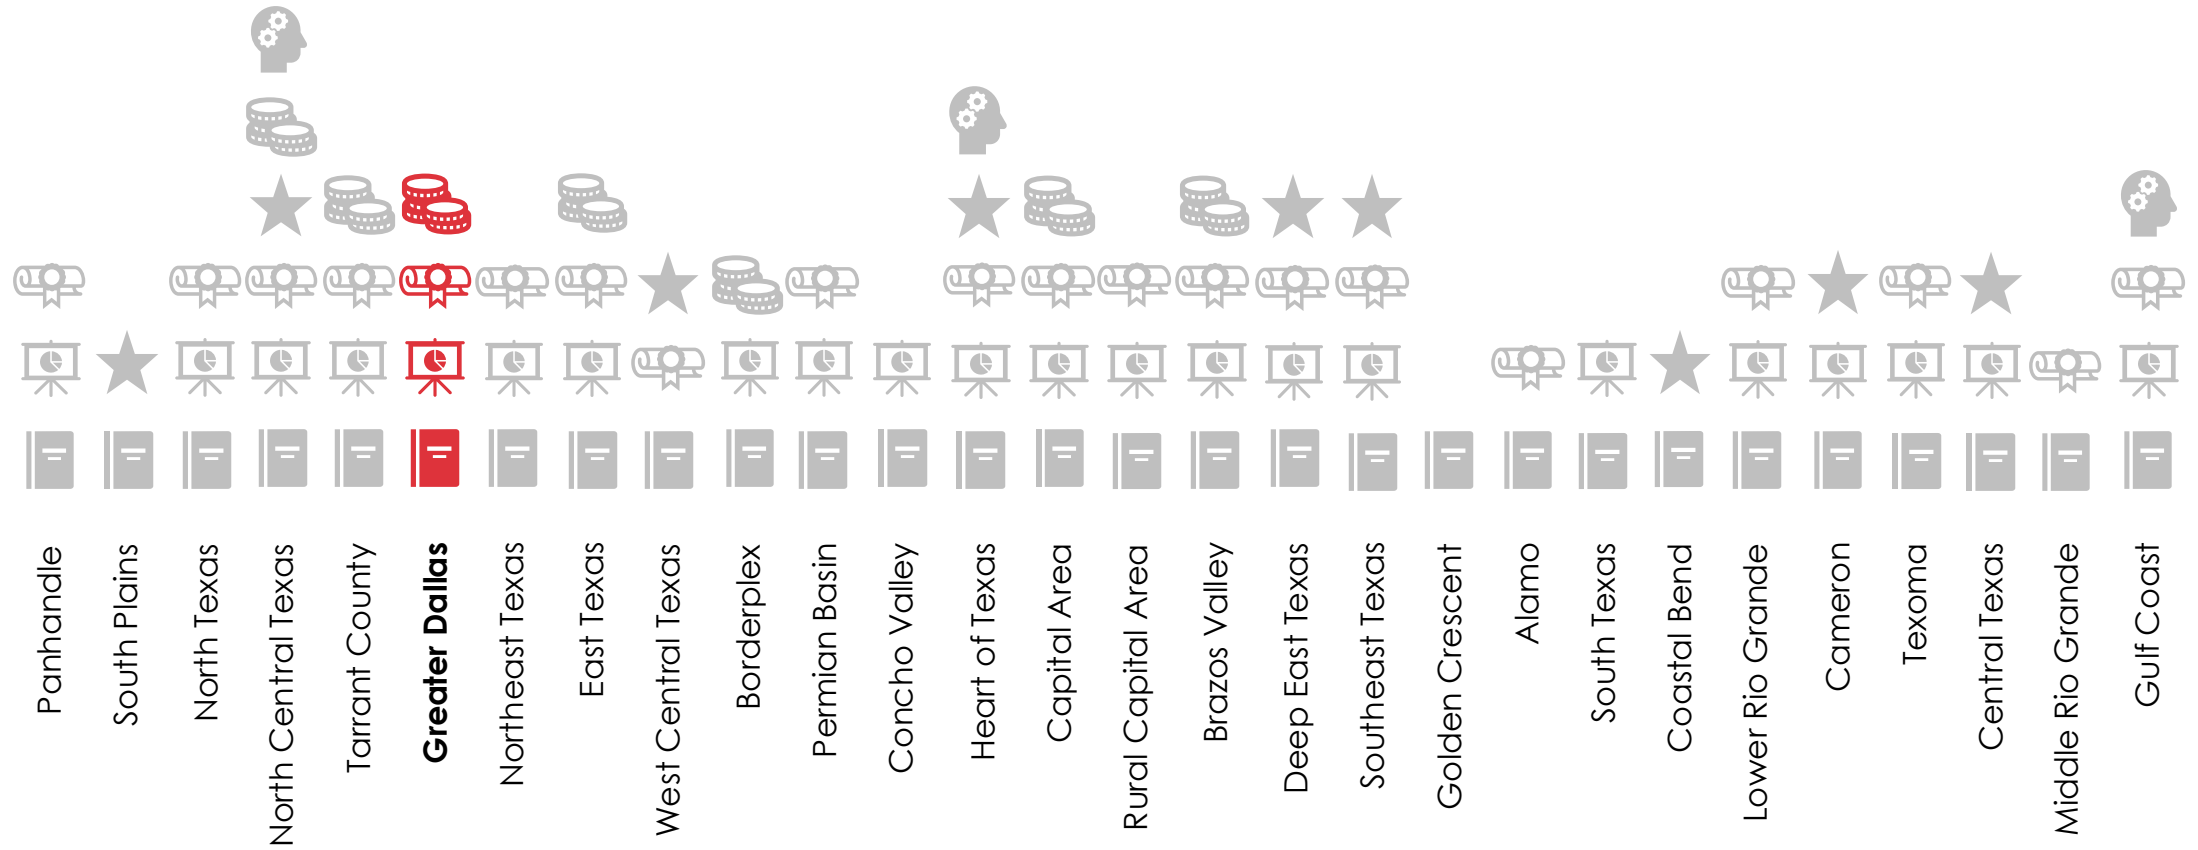 Panhandle
South Plains
North Texas
North Central Texas
Tarrant County
Greater Dallas
Northeast Texas
East Texas
West Central Texas
Borderplex
Permian Basin
Concho Valley
Heart of Texas
Capital Area
Rural Capital Area
Brazos Valley
Deep East Texas
Southeast Texas
Golden Crescent
Alamo
South Texas
Coastal Bend
Lower Rio Grande
Cameron
Texoma
Central Texas
Middle Rio Grande
Gulf Coast